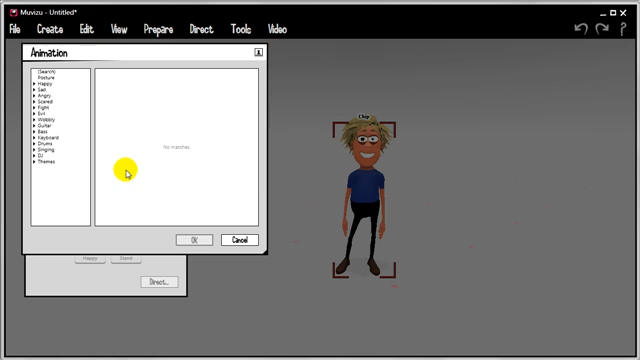 Muvizu - Untitled*
File Create Edit View Prepare Direct Tools Video
Animation
(Search)
Posture
Happy
Sad
Angry
Scared
Fight
Evil
Wobbly
Guitar
Bass
Keyboard
Drums
Singing
DJ
Themes
No matches.
OK Cancel
Happy Stand
Direct...
Chip